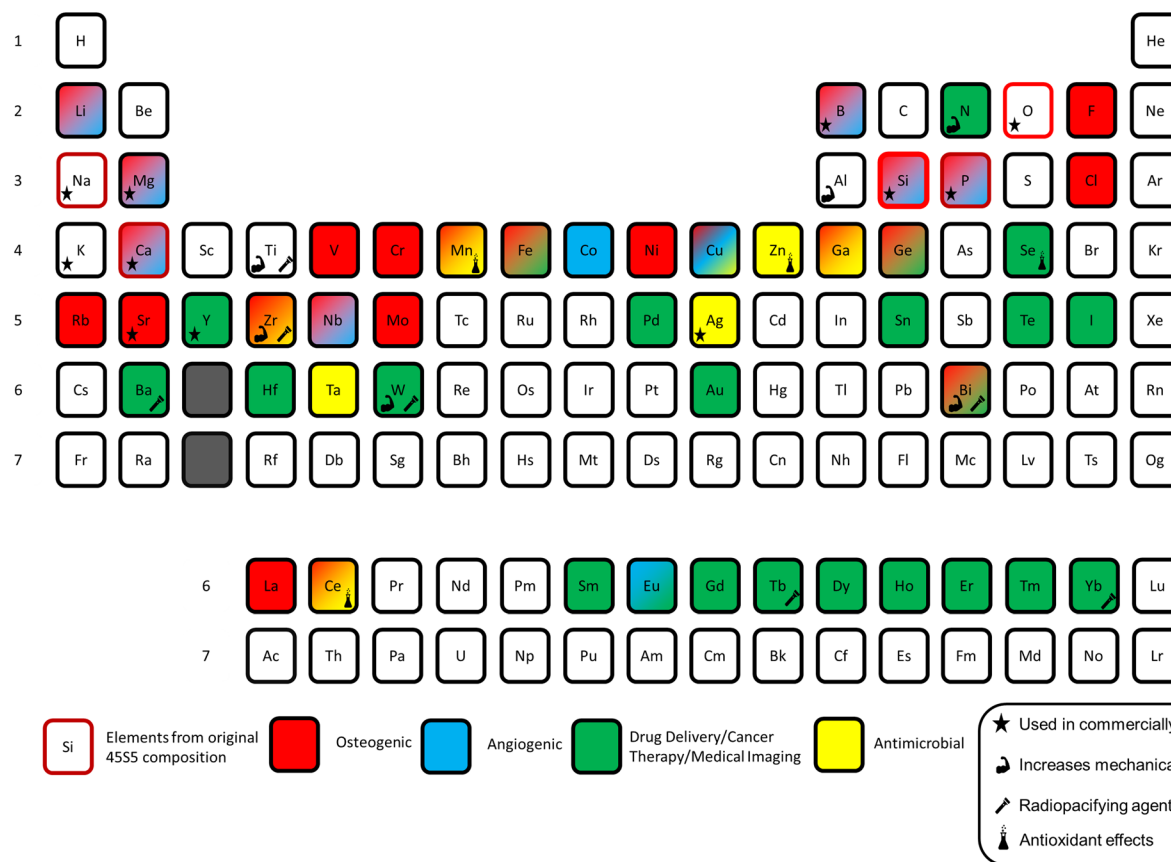 1 H He
2 Li Be B C N O F Ne
3 Na Mg Al Si P S Cl Ar
4 K Ca Sc Ti V Cr Mn Fe Co Ni Cu Zn Ga Ge As Se Br Kr
5 Rb Sr Y Zr Nb Mo Tc Ru Rh Pd Ag Cd In Sn Sb Te I Xe
6 Cs Ba Hf Ta W Re Os Ir Pt Au Hg Tl Pb Bi Po At Rn
7 Fr Ra Rf Db Sg Bh Hs Mt Ds Rg Cn Nh Fl Mc Lv Ts Og
6 La Ce Pr Nd Pm Sm Eu Gd Tb Dy Ho Er Tm Yb Lu
7 Ac Th Pa U Np Pu Am Cm Bk Cf Es Fm Md No Lr
Si
Elements from original
45S5 composition
Osteogenic
Angiogenic
Drug Delivery/Cancer
Therapy/Medical Imaging
Antimicrobial
Used in commercially
Increases mechanica
Radiopacifying agent
Antioxidant effects